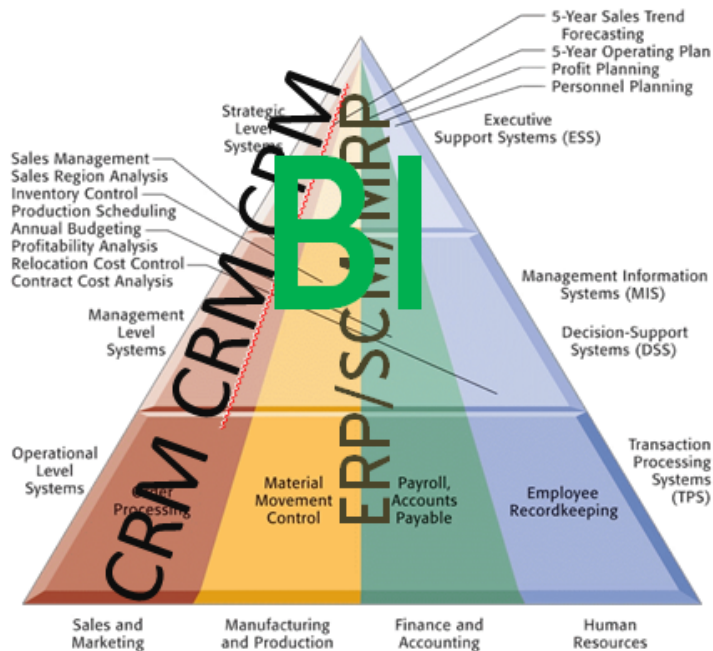 5-Year Sales Trend
Forecasting
5-Year Operating Plan
Profit Planning
Personnel Planning
Strategic
Level
Systems
Executive
Support Systems (ESS)
Sales Management
Sales Region Analysis
Inventory Control
Production Scheduling
Annual Budgeting
Profitability Analysis
Relocation Cost Control
Contract Cost Analysis
CRM CRM CRM
BI
ERP/SCM/MRP
Management
Level
Systems
Management Information
Systems (MIS)
Decision-Support
Systems (DSS)
Operational
Level
Systems
Order
Processing
Material
Movement
Control
Payroll,
Accounts
Payable
Employee
Recordkeeping
Transaction
Processing
Systems
(TPS)
Sales and
Marketing
Manufacturing
and Production
Finance and
Accounting
Human
Resources